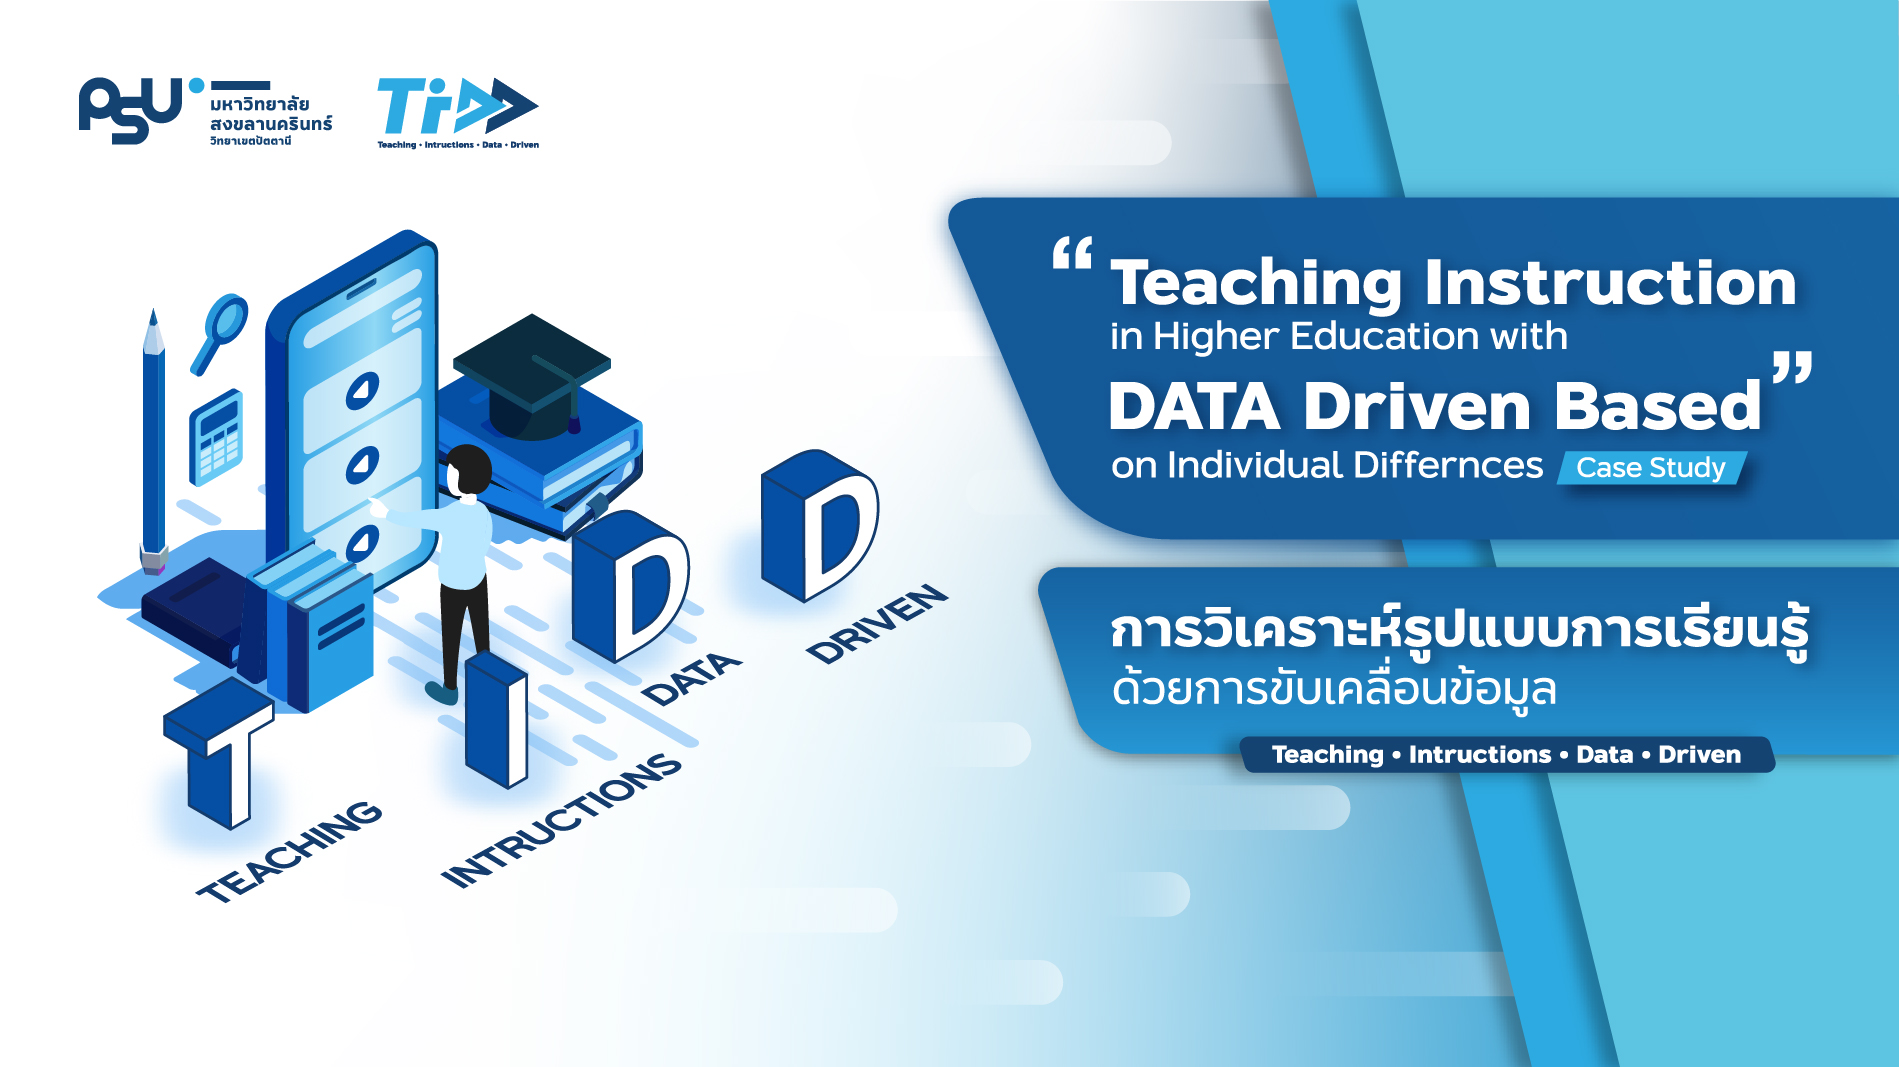 PSU
มหาวิทยาลัย
สงขลานครินทร์
วิทยาเขตปัตตานี
TiDD
Teaching • Intructions • Data • Driven
“ Teaching Instruction
in Higher Education with
DATA Driven Based ”
on Individual Differnces Case Study
การวิเคราะห์รูปแบบการเรียนรู้
ด้วยการขับเคลื่อนข้อมูล
Teaching • Intructions • Data • Driven
T
TEACHING
I
INTRUCTIONS
D
DATA
D
DRIVEN